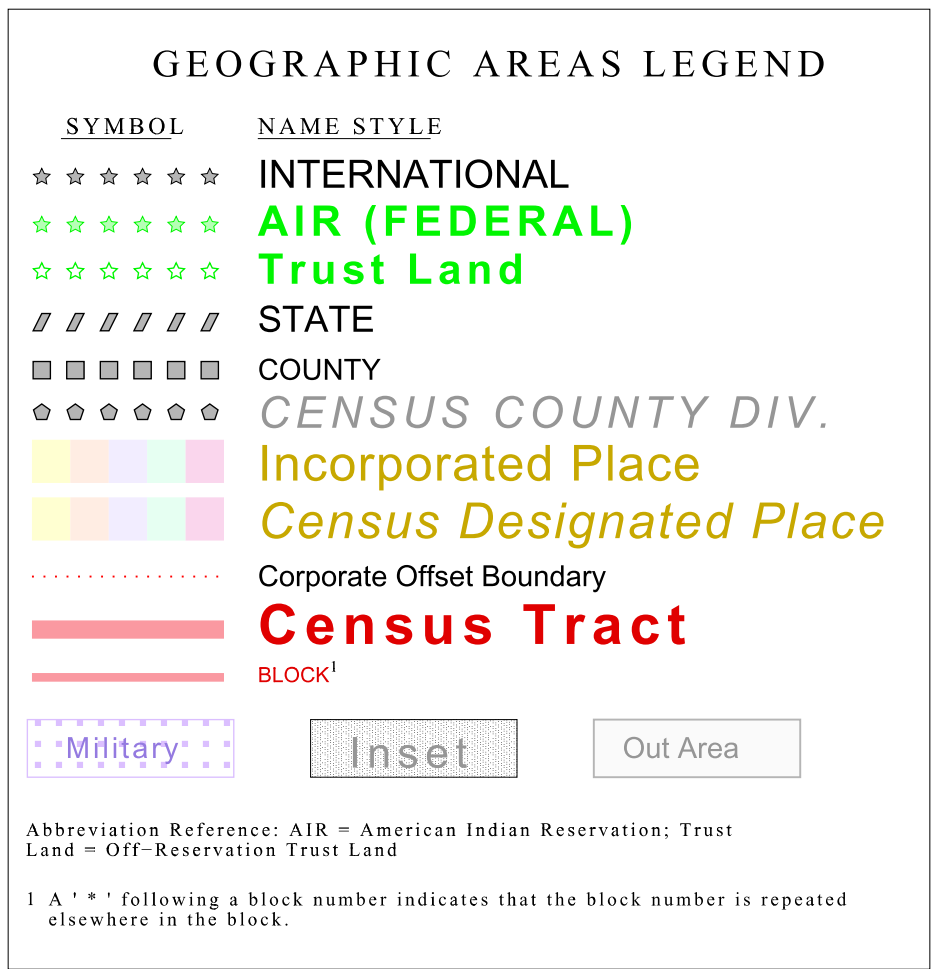 GEOGRAPHIC AREAS LEGEND
SYMBOL NAME STYLE
INTERNATIONAL
AIR (FEDERAL)
Trust Land
STATE
COUNTY
CENSUS COUNTY DIV.
Incorporated Place
Census Designated Place
Corporate Offset Boundary
Census Tract
BLOCK¹
Military Inset Out Area
Abbreviation Reference: AIR = American Indian Reservation; Trust
Land = Off−Reservation Trust Land
1 A ' * ' following a block number indicates that the block number is repeated
elsewhere in the block.